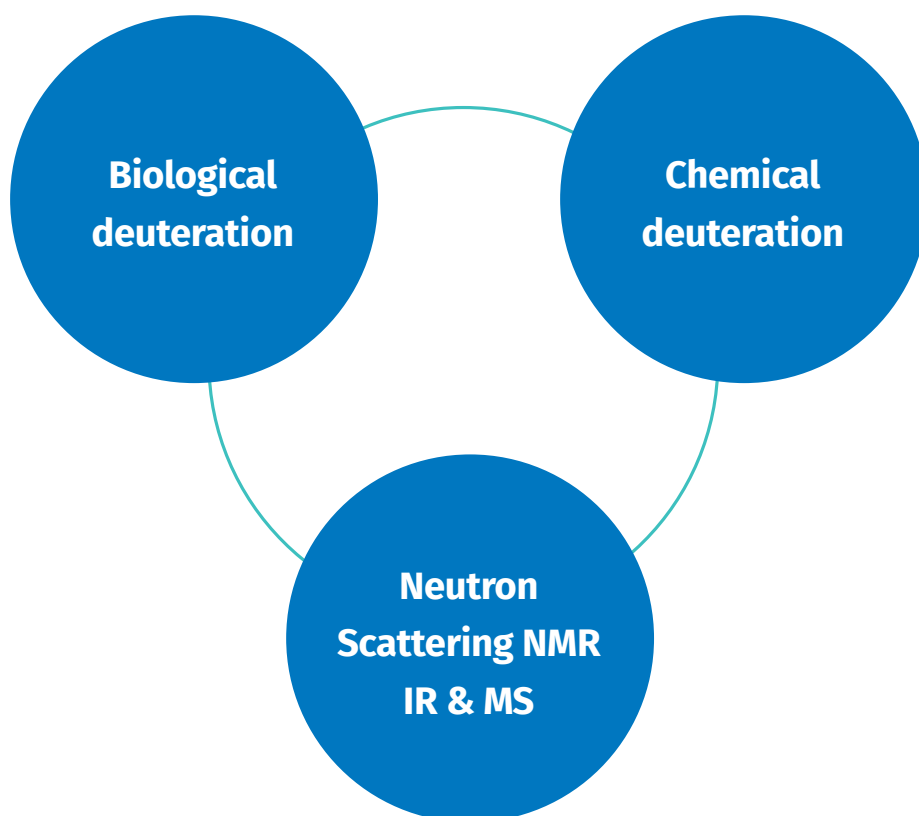 Biological
deuteration
Chemical
deuteration
Neutron
Scattering NMR
IR & MS